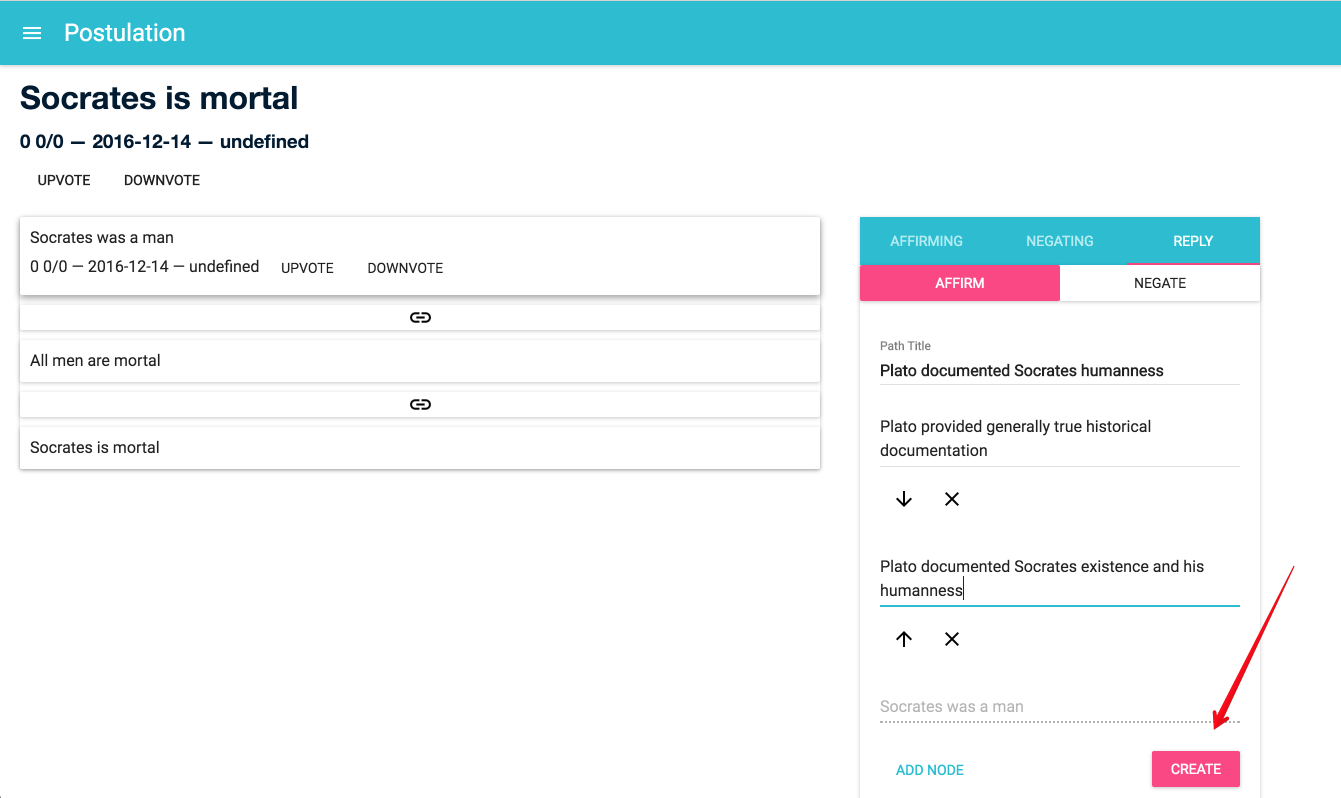 Postulation
Socrates is mortal
0 0/0 — 2016-12-14 — undefined
UPVOTE DOWNVOTE
Socrates was a man
0 0/0 — 2016-12-14 — undefined UPVOTE DOWNVOTE
All men are mortal
Socrates is mortal
AFFIRMING NEGATING REPLY
AFFIRM NEGATE
Path Title
Plato documented Socrates humanness
Plato provided generally true historical
documentation
Plato documented Socrates existence and his
humanness
Socrates was a man
ADD NODE CREATE